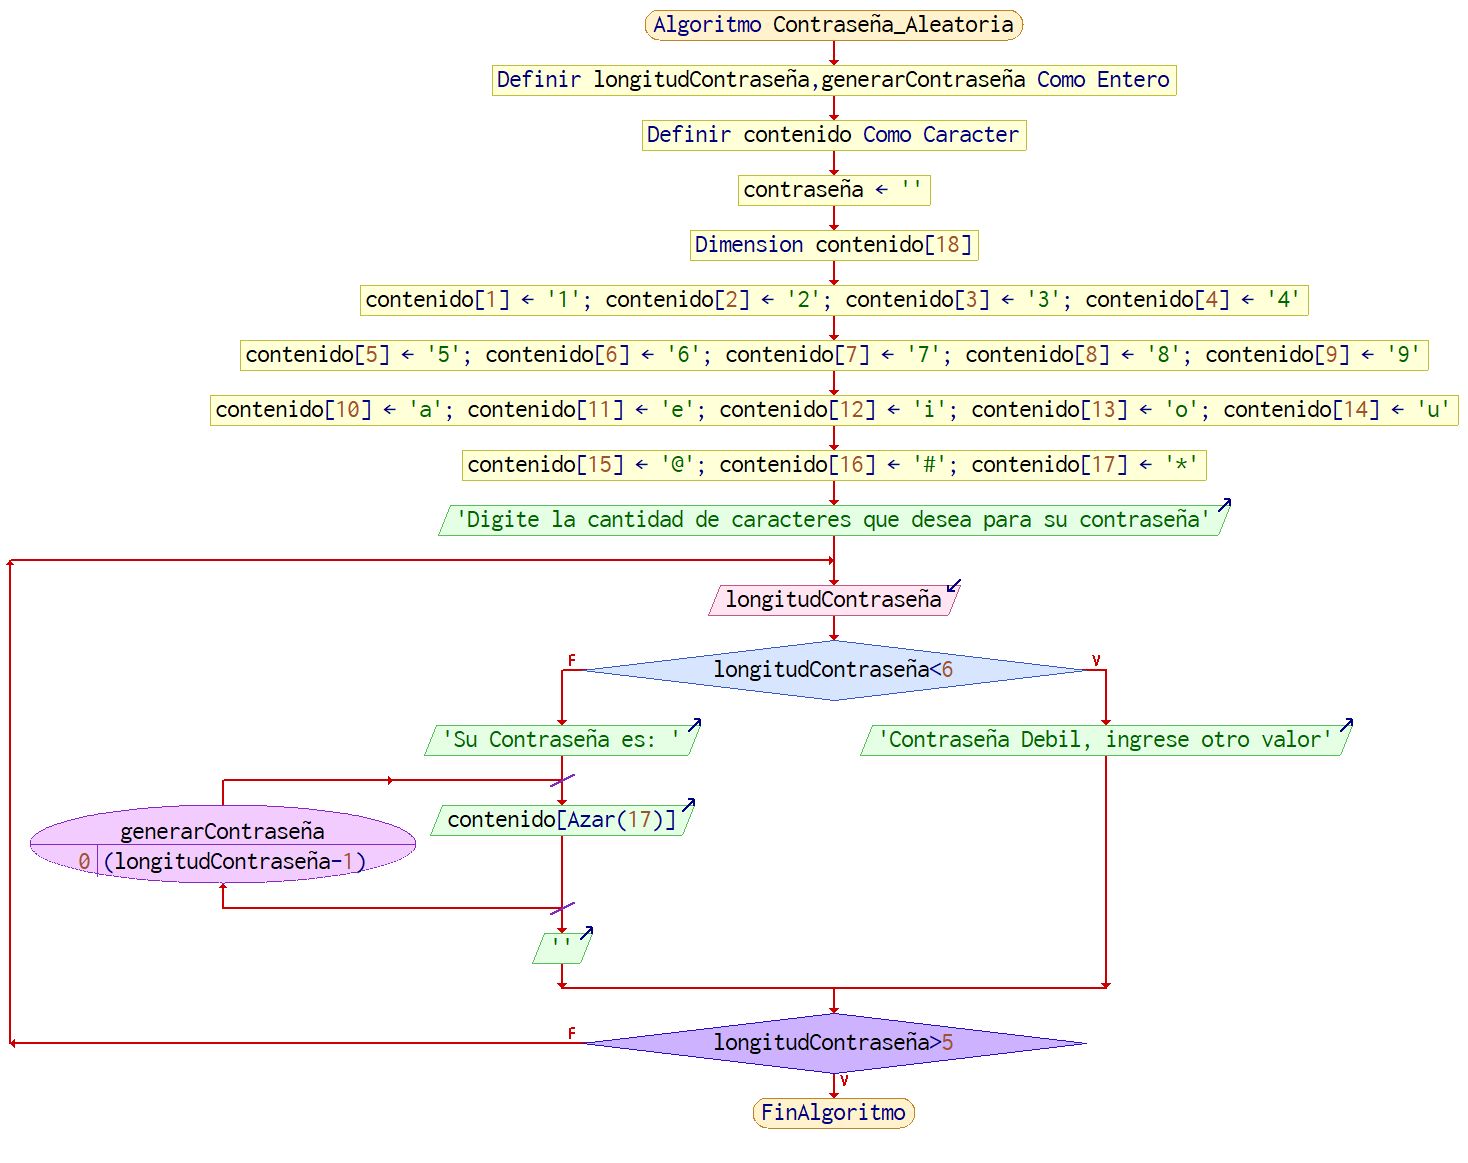 Algoritmo Contraseña_Aleatoria
Definir longitudContraseña,generarContraseña Como Entero
Definir contenido Como Caracter
contraseña ← ''
Dimension contenido[18]
contenido[1] ← '1'; contenido[2] ← '2'; contenido[3] ← '3'; contenido[4] ← '4'
contenido[5] ← '5'; contenido[6] ← '6'; contenido[7] ← '7'; contenido[8] ← '8'; contenido[9] ← '9'
contenido[10] ← 'a'; contenido[11] ← 'e'; contenido[12] ← 'i'; contenido[13] ← 'o'; contenido[14] ← 'u'
contenido[15] ← '@'; contenido[16] ← '#'; contenido[17] ← '*'
'Digite la cantidad de caracteres que desea para su contraseña'
longitudContraseña
F
V
longitudContraseña<6
'Su Contraseña es: '
'Contraseña Debil, ingrese otro valor'
contenido[Azar(17)]
generarContraseña
0 (longitudContraseña-1)
''
F
longitudContraseña>5
V
FinAlgoritmo